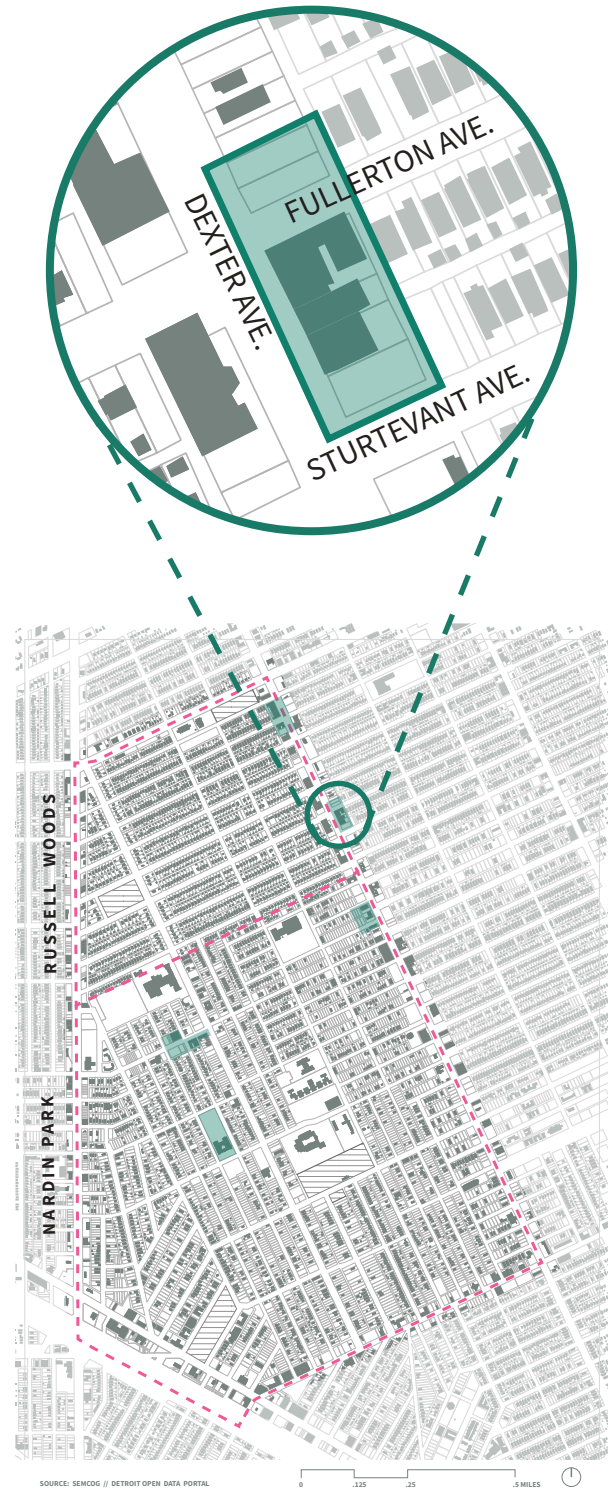 FULLERTON AVE.
DEXTER AVE.
STURTEVANT AVE.
RUSSELL WOODS
NARDIN PARK
SOURCE: SEMCOG // DETROIT OPEN DATA PORTAL
0 .125 .25 .5 MILES